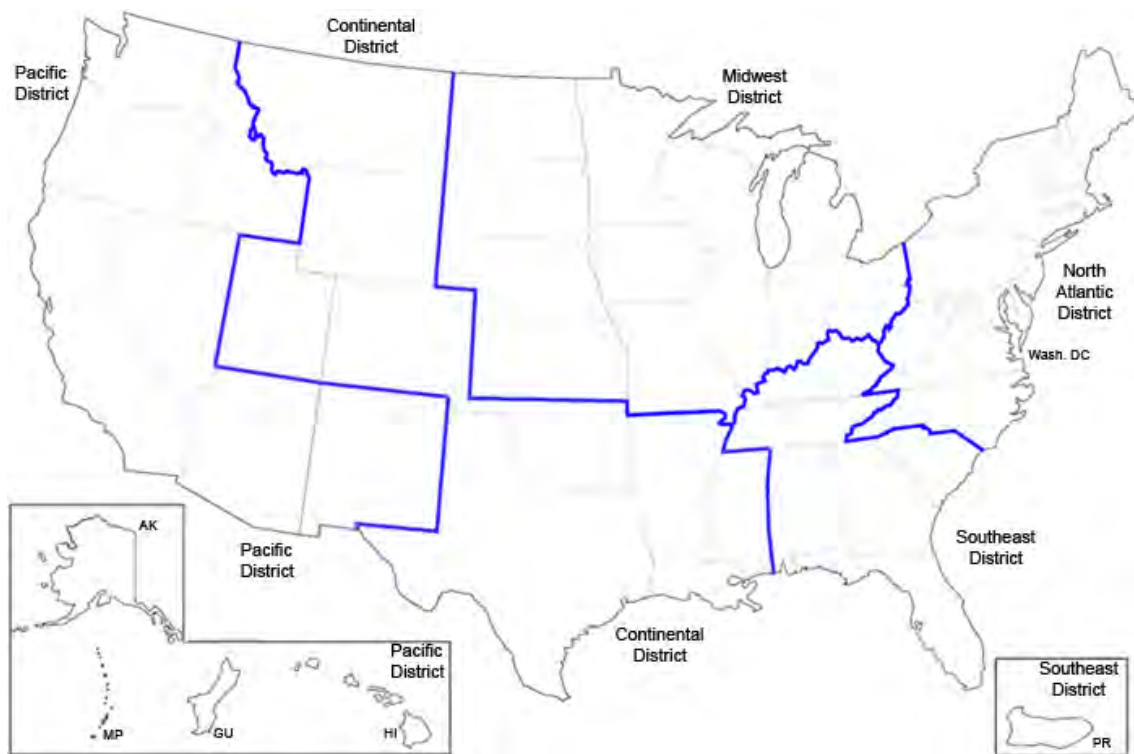 Continental
District
Pacific
District
Midwest
District
North
Atlantic
District
Wash. DC
AK
Pacific
District
Southeast
District
Continental
District
Pacific
District
MP
GU
HI
Southeast
District
PR